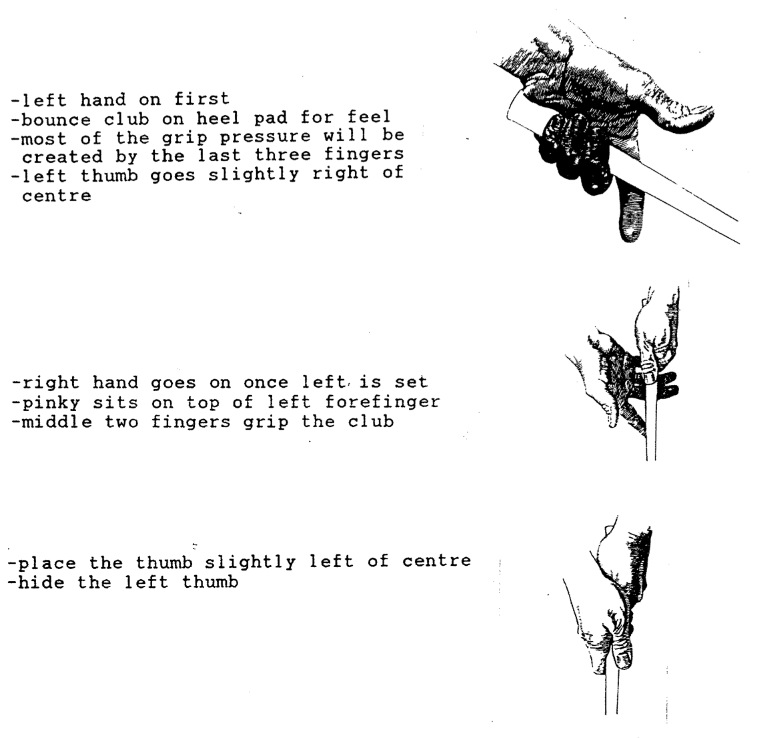 -left hand on first
-bounce club on heel pad for feel
-most of the grip pressure will be
created by the last three fingers
-left thumb goes slightly right of
centre
-right hand goes on once left is set
-pinky sits on top of left forefinger
-middle two fingers grip the club
-place the thumb slightly left of centre
-hide the left thumb